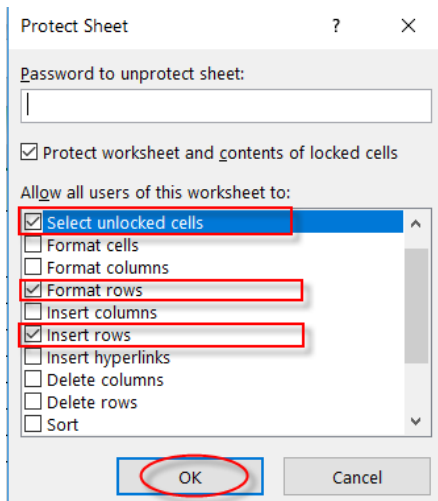 Protect Sheet ?
Password to unprotect sheet:
Protect worksheet and contents of locked cells
Allow all users of this worksheet to:
Select unlocked cells
Format cells
Format columns
Format rows
Insert columns
Insert rows
Insert hyperlinks
Delete columns
Delete rows
Sort
OK Cancel